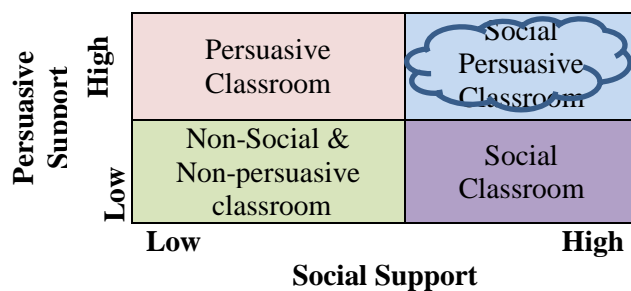 Persuasive
Support
High
Low
Persuasive
Classroom
Social
Persuasive
Classroom
Non-Social &
Non-persuasive
classroom
Social
Classroom
Low
High
Social Support